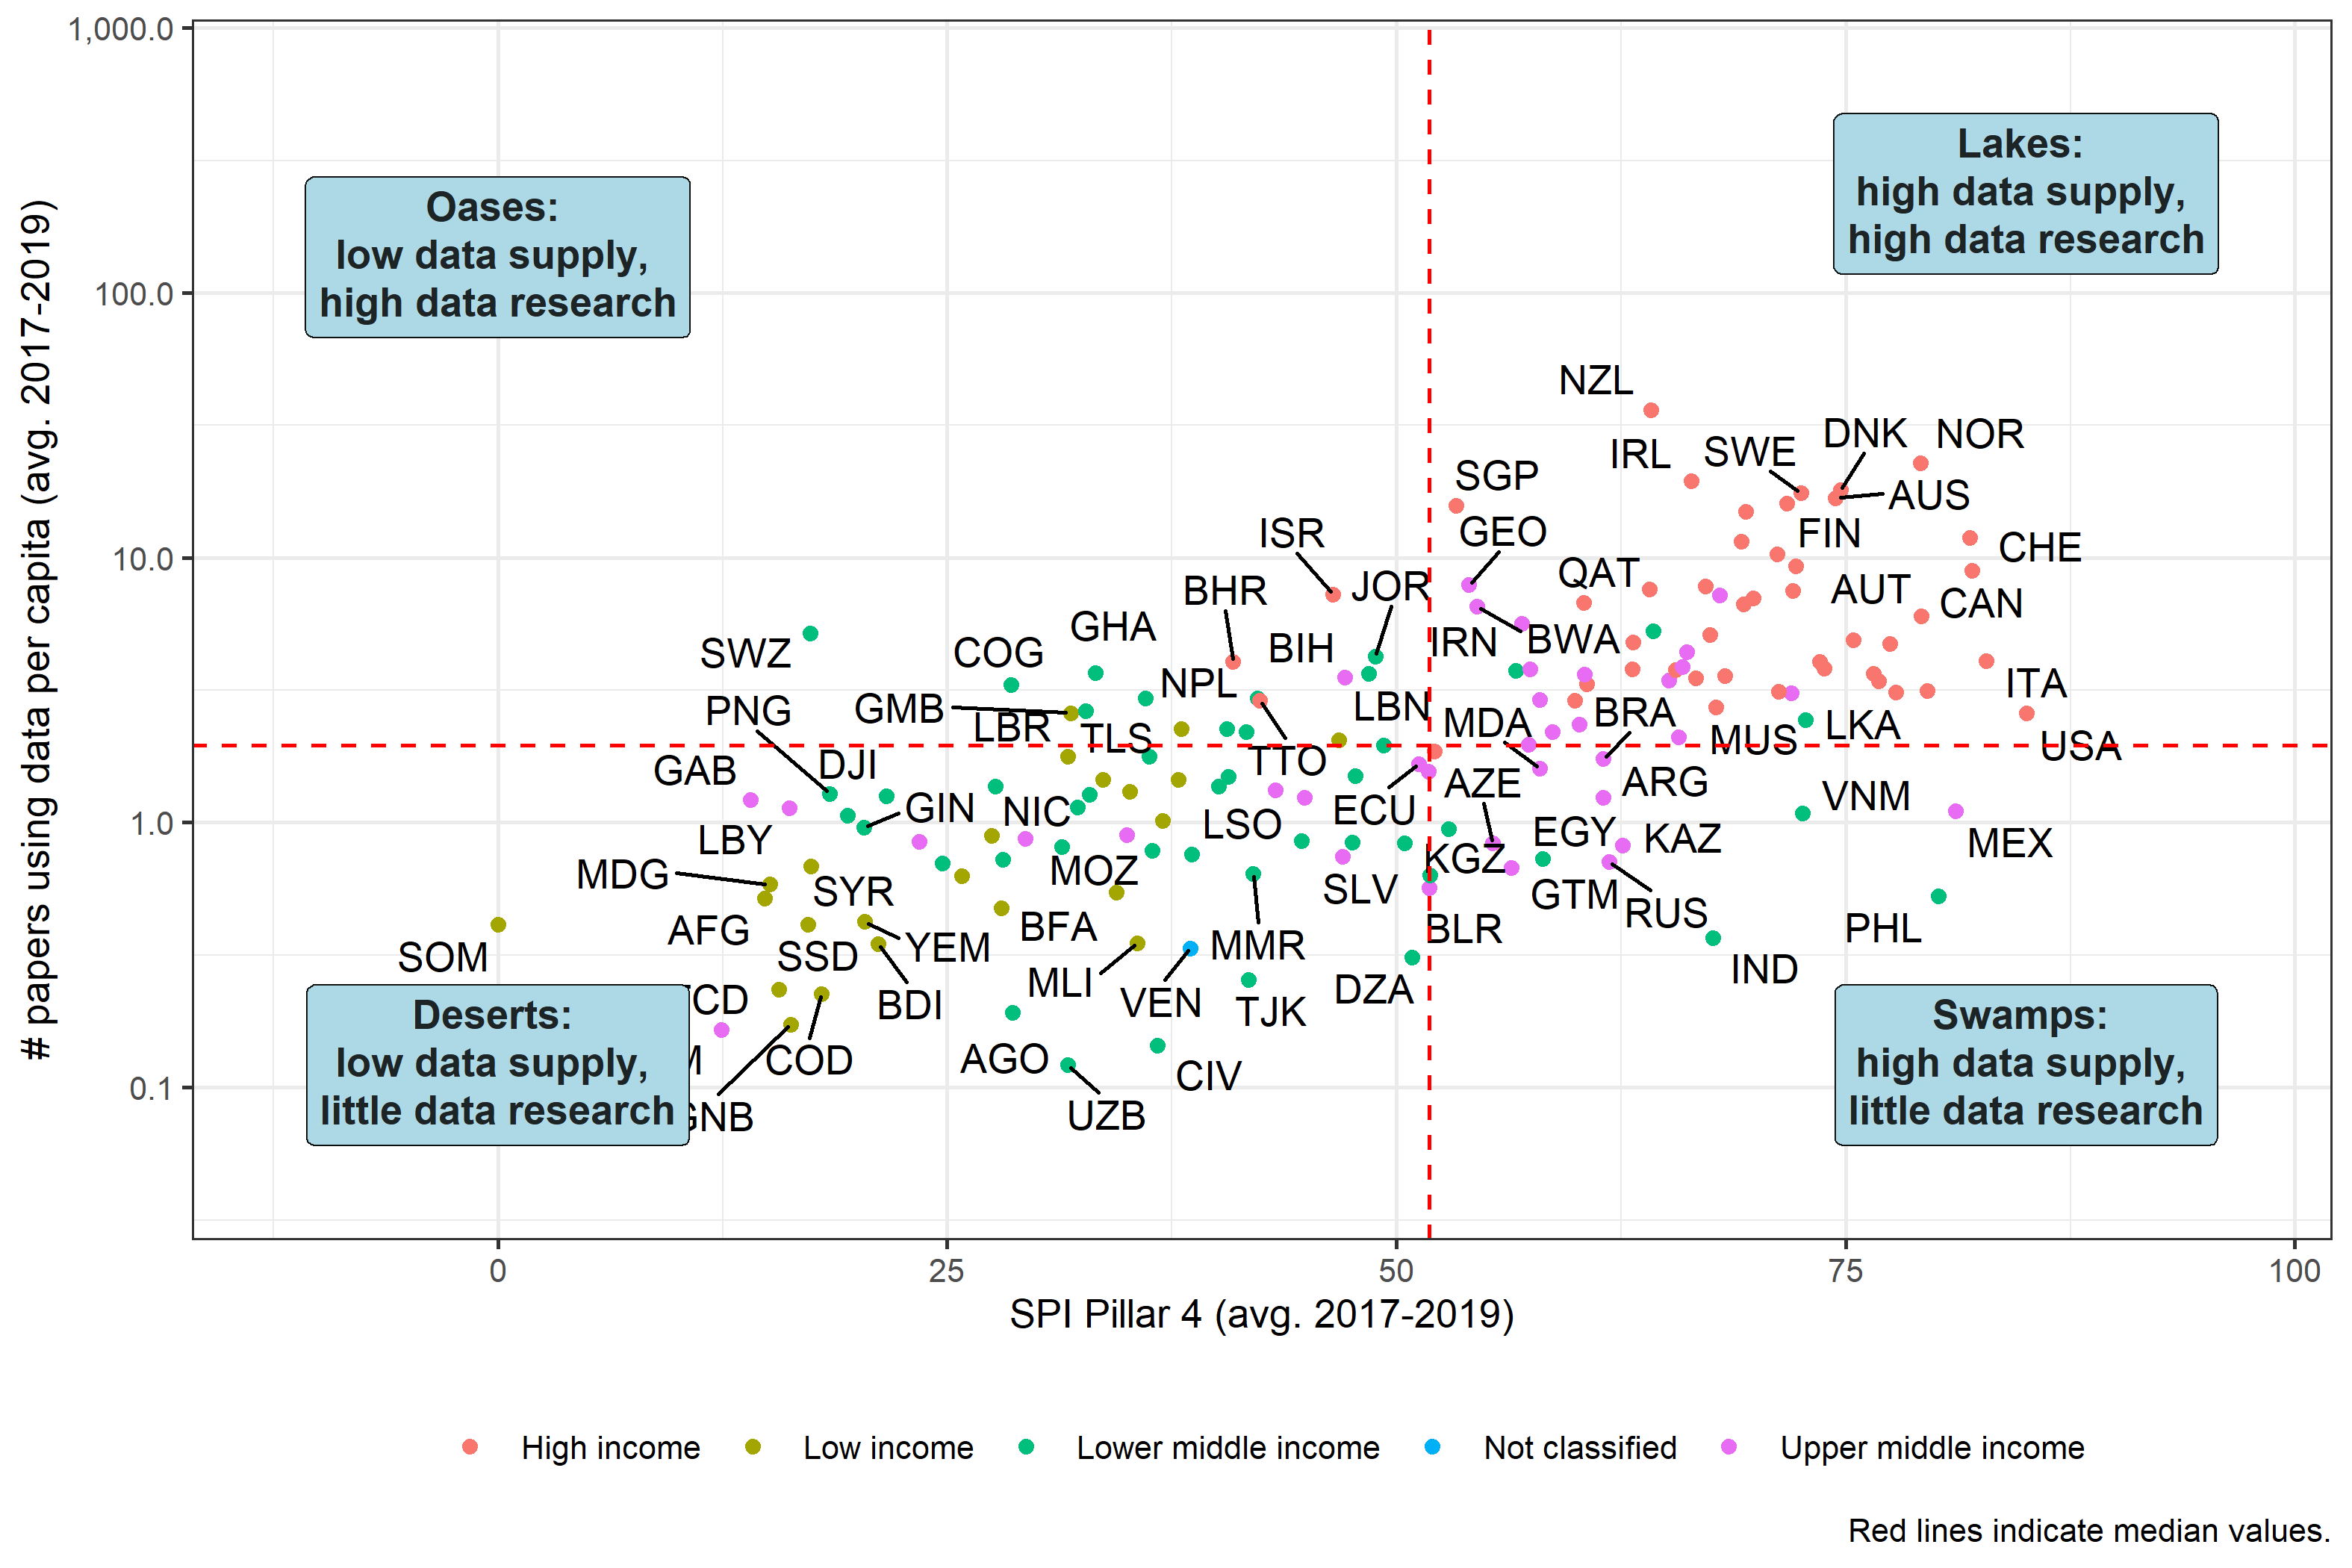 # papers using data per capita (avg. 2017-2019)
1,000.0
100.0
10.0
1.0
0.1
Oases:
low data supply,
high data research
Lakes:
high data supply,
high data research
NZL
IRL
SWE
DNK
NOR
SGP
AUS
ISR
GEO
FIN
CHE
BHR
JOR
QAT
AUT
CAN
GHA
SWZ
COG
BIH
IRN
BWA
NPL
ITA
PNG
GMB
LBR
TLS
LBN
MDA
BRA
MUS
LKA
USA
GAB
DJI
TTO
AZE
ARG
VNM
GIN
NIC
LSO
ECU
LBY
EGY
KAZ
MEX
MDG
MOZ
KGZ
SYR
SLV
GTM
RUS
AFG
BFA
BLR
PHL
SOM
SSD
YEM
MMR
IND
MLI
DZA
BDI
VEN
TJK
CD
COD
AGO
CIV
UZB
GNB
Deserts:
low data supply,
little data research
Swamps:
high data supply,
little data research
0
25
50
75
100
SPI Pillar 4 (avg. 2017-2019)
High income
Low income
Lower middle income
Not classified
Upper middle income
Red lines indicate median values.